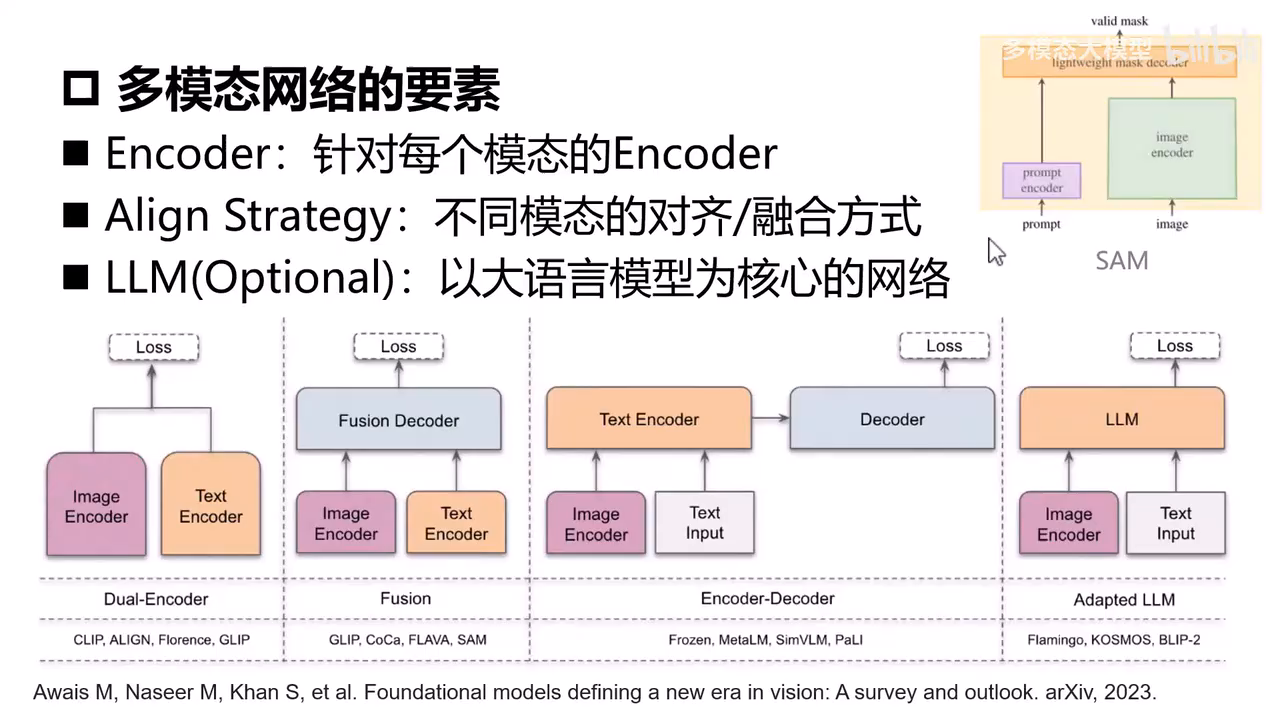 valid mask
多模态大模型 bilibili
lightweight mask decoder
多模态网络的要素
Encoder：针对每个模态的Encoder
Align Strategy：不同模态的对齐/融合方式
LLM(Optional)：以大语言模型为核心的网络
image
encoder
prompt
encoder
prompt
image
SAM
Loss
Loss
Loss
Loss
Fusion Decoder
Text Encoder
Decoder
LLM
Image
Encoder
Text
Encoder
Image
Encoder
Text
Encoder
Image
Encoder
Text
Input
Image
Encoder
Text
Input
Dual-Encoder
Fusion
Encoder-Decoder
Adapted LLM
CLIP, ALIGN, Florence, GLIP
GLIP, CoCa, FLAVA, SAM
Frozen, MetaLM, SimVLM, PaLI
Flamingo, KOSMOS, BLIP-2
Awais M, Naseer M, Khan S, et al. Foundational models defining a new era in vision: A survey and outlook. arXiv, 2023.